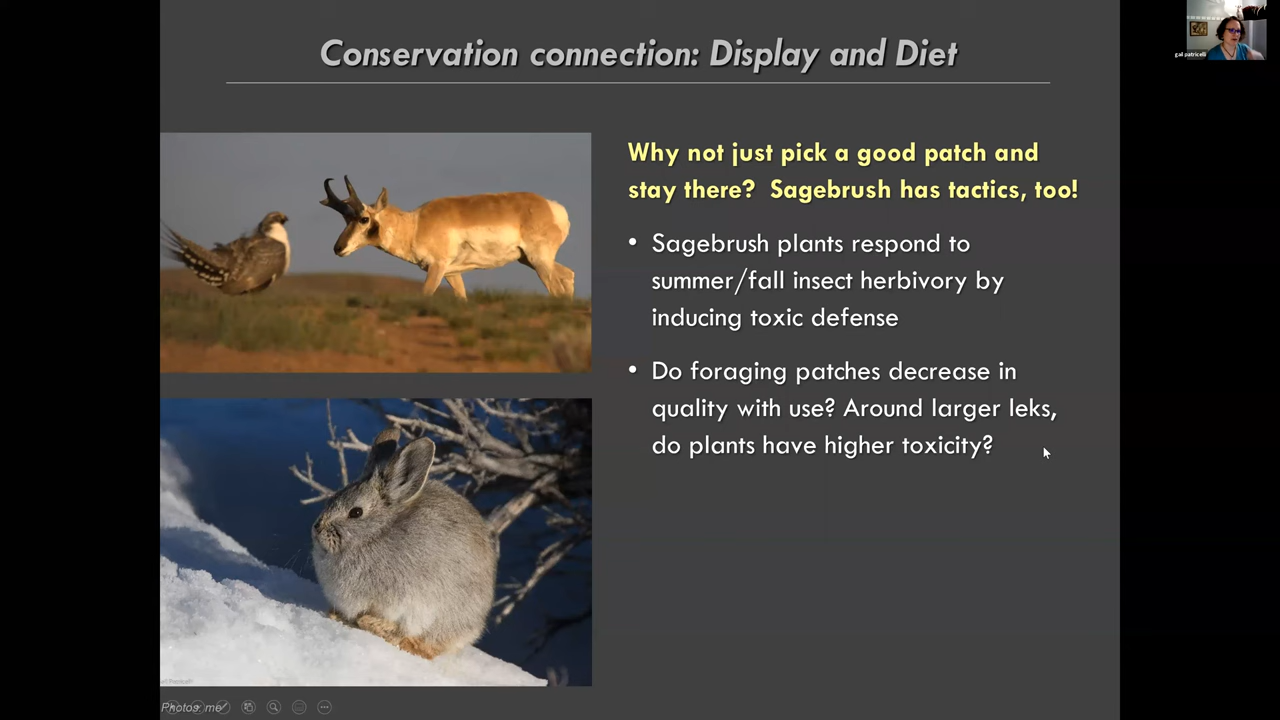 Conservation connection: Display and Diet
gail patricelli
Why not just pick a good patch and
stay there? Sagebrush has tactics, too!
• Sagebrush plants respond to
summer/fall insect herbivory by
inducing toxic defense
• Do foraging patches decrease in
quality with use? Around larger leks,
do plants have higher toxicity?
Photos: me